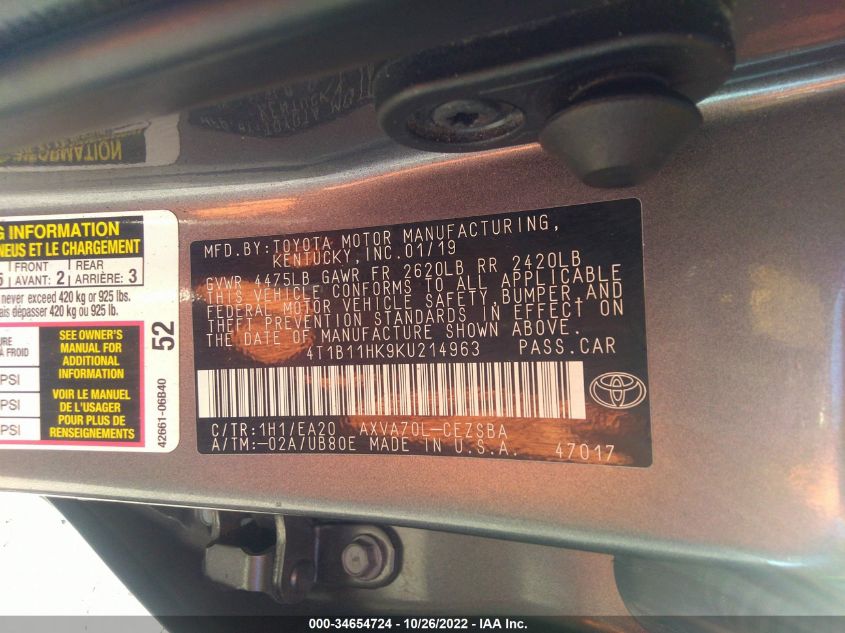 G INFORMATION
NEUS ET LE CHARGEMENT
FRONT
AVANT: 2
REAR
ARRIÈRE: 3
never exceed 420 kg or 925 lbs.
dépasser 420 kg ou 925 lb.
A FROID
PSI
PSI
PSI
SEE OWNER'S
MANUAL FOR
ADDITIONAL
INFORMATION
VOIR LE MANUEL
DE L'USAGER
POUR PLUS DE
RENSEIGNEMENTS
52
42661-06B40
MFD.BY:TOYOTA MOTOR MANUFACTURING,
KENTUCKY,INC.01/19
GVWR 4475LB GAWR FR 2620LB RR 2420LB
THIS VEHICLE CONFORMS TO ALL APPLICABLE
FEDERAL MOTOR VEHICLE SAFETY,BUMPER,AND
THEFT PREVENTION STANDARDS IN EFFECT ON
THE DATE OF MANUFACTURE SHOWN ABOVE.
4T1B11HK9KU214963 PASS.CAR
C/TR:1H1/EA20 AXVA70L-CEZSBA
A/TM:-02A/UB80E MADE IN U.S.A. 47017
000-34654724 / 10/26/2022 - IAA Inc.